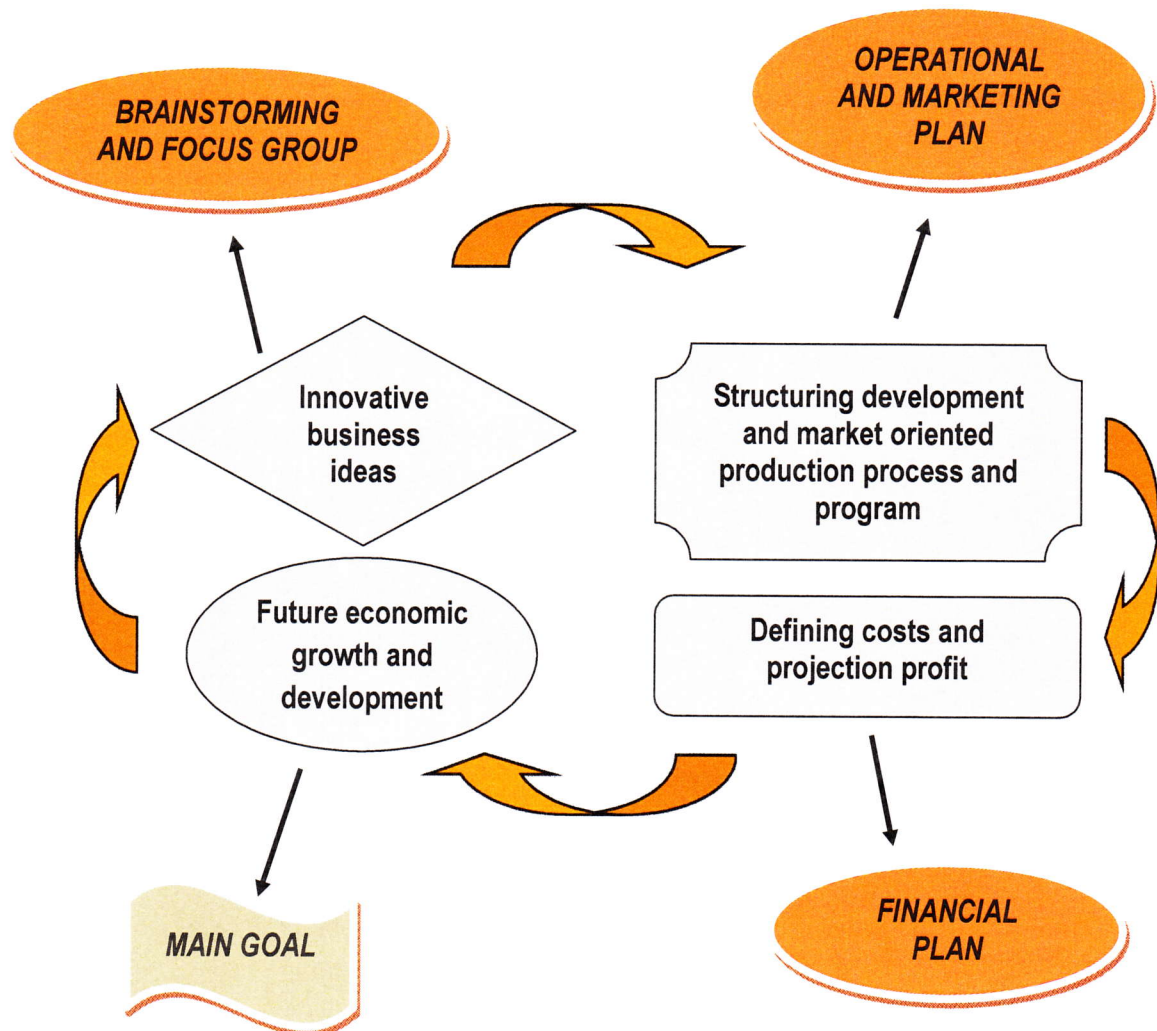 BRAINSTORMING
AND FOCUS GROUP
OPERATIONAL
AND MARKETING
PLAN
Innovative
business
ideas
Structuring development
and market oriented
production process and
program
Future economic
growth and
development
Defining costs and
projection profit
MAIN GOAL
FINANCIAL
PLAN